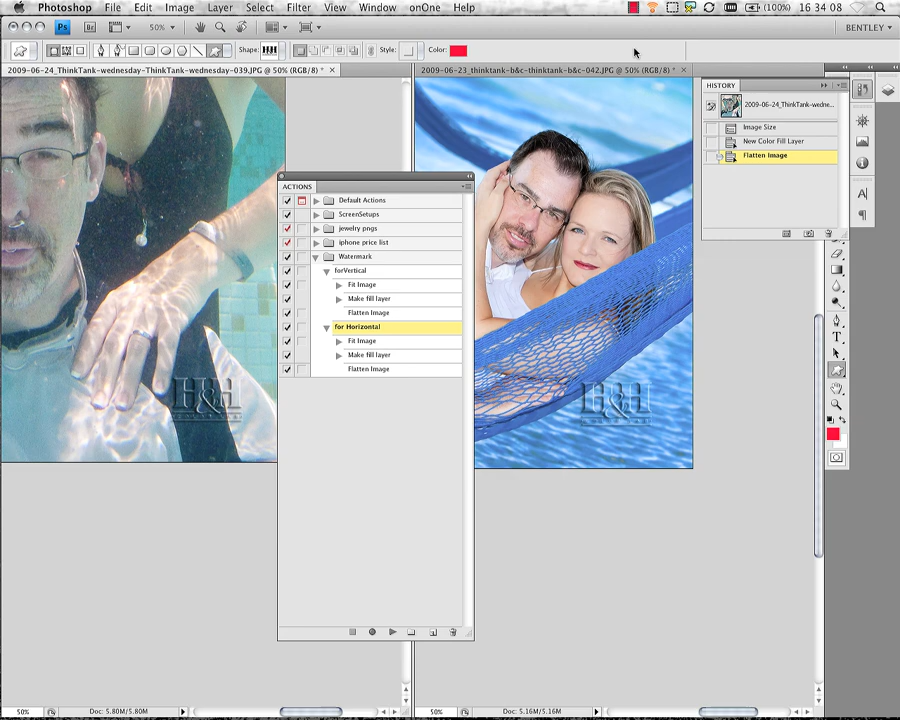 Photoshop File Edit Image Layer Select Filter View Window onOne Help (100%) 16 34 08
Ps Br 50% BENTLEY
Shape: Style: Color:
2009-06-24_ThinkTank-wednesday-ThinkTank-wednesday-039.JPG @ 50% (RGB/8) *
2009-06-23_thinktank-b&c-thinktank-b&c-042.JPG @ 50% (RGB/8) *
HISTORY
2009-06-24_ThinkTank-wedne...
Image Size
New Color Fill Layer
Flatten Image
ACTIONS
Default Actions
ScreenSetups
jewelry pngs
iphone price list
Watermark
forVertical
Fit Image
Make fill layer
Flatten Image
for Horizontal
Fit Image
Make fill layer
Flatten Image
H&H
H&H
50% Doc: 5.80M/5.80M
50% Doc: 5.16M/5.16M